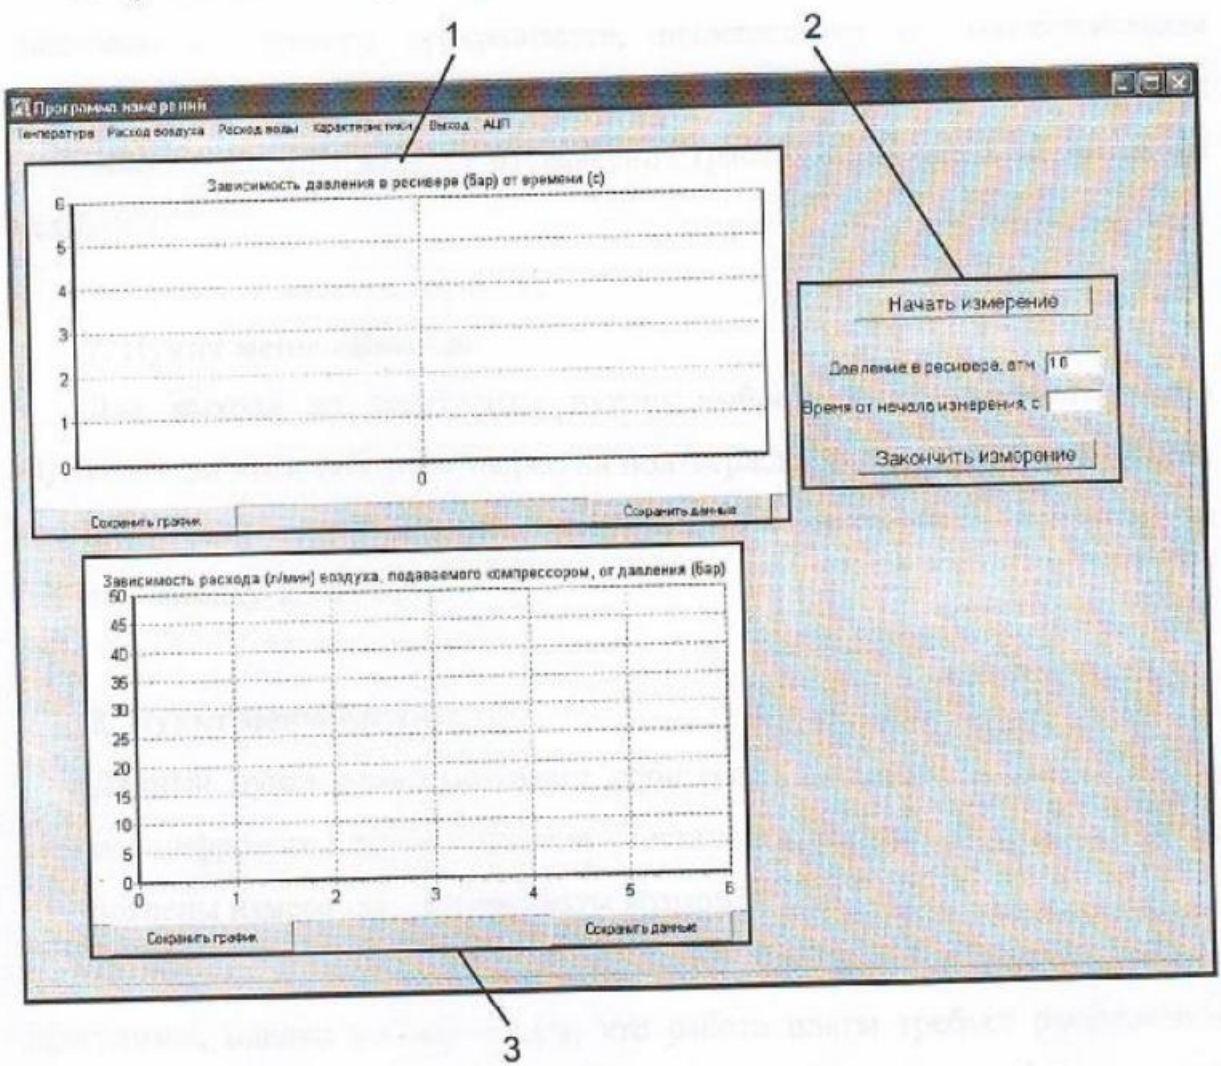 1
2
Программа измерений
Температура Расход воздуха Расход воды Характеристики Выход АЦП
Зависимость давления в ресивере (бар) от времени (с)
6
5
4
3
2
1
0
0
Сохранить график
Сохранить данные
Начать измерение
Давление в ресивере, атм
Время от начала измерения, с
Закончить измерение
Зависимость расхода (л/мин) воздуха, подаваемого компрессором, от давления (бар)
50
45
40
35
30
25
20
15
10
5
0
0 1 2 3 4 5 6
Сохранить график
Сохранить данные
3